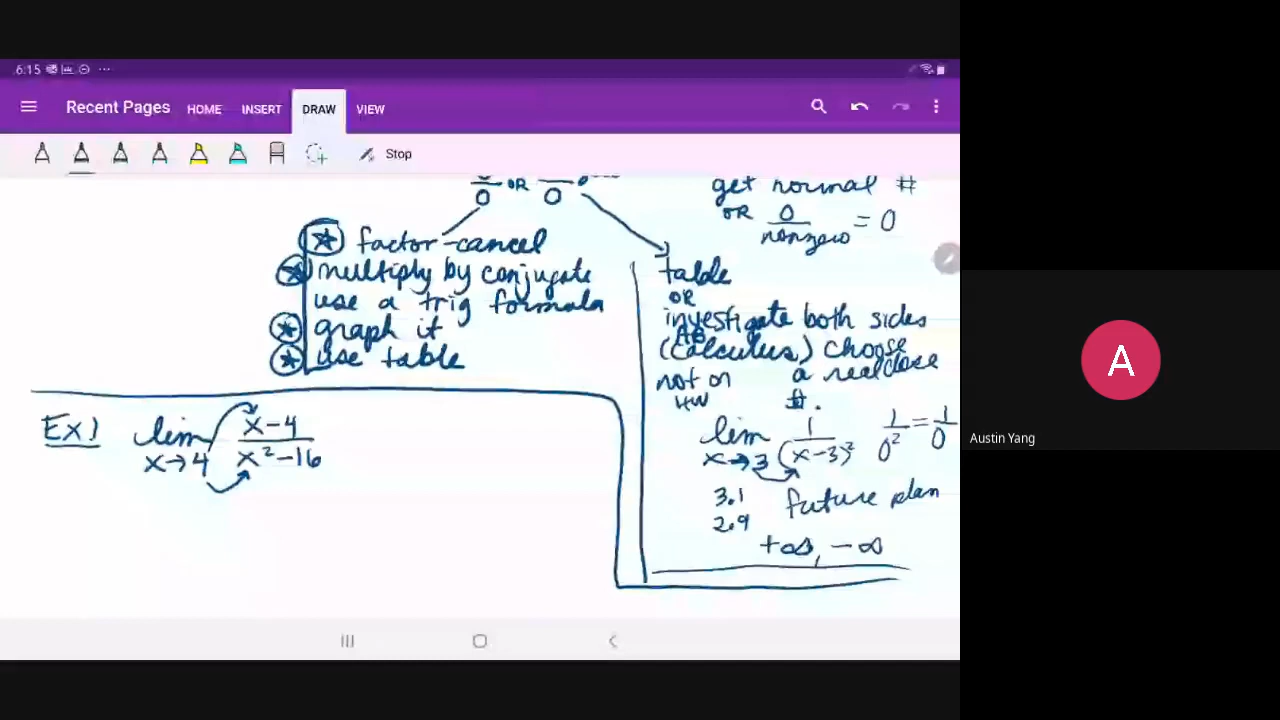 6:15
Recent Pages HOME INSERT DRAW VIEW
Stop
0 OR 0
factor-cancel
multiply by conjugate
use a trig formula
graph it
use table
get normal #
OR 0/nonzero = 0
table
OR
investigate both sides
(Calculus AB) choose
not on a real close
HW #.
lim x→3 1/(x-3)² 1/0² = 1/0
3.1 future plan
2.9
+∞, -∞
EX1 lim x→4 x-4/x²-16
A
Austin Yang